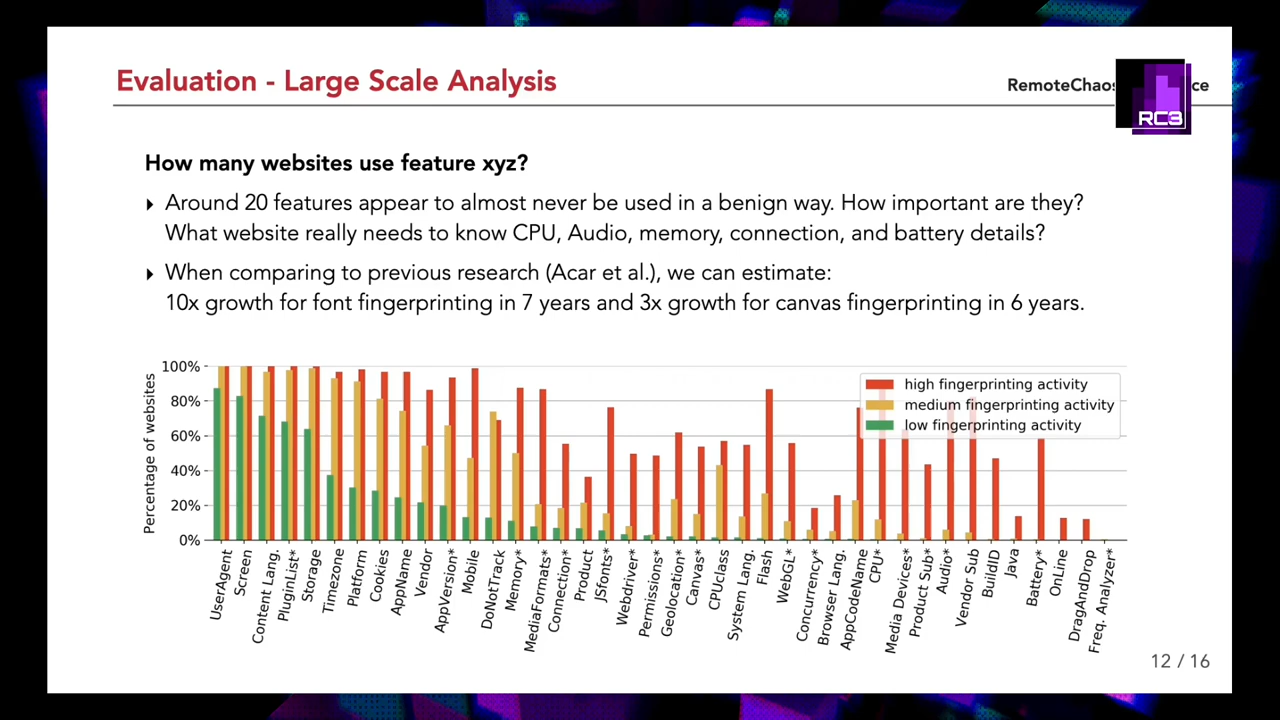 Evaluation - Large Scale Analysis
RemoteChaos
ce
RC3
How many websites use feature xyz?
Around 20 features appear to almost never be used in a benign way. How important are they?
What website really needs to know CPU, Audio, memory, connection, and battery details?
When comparing to previous research (Acar et al.), we can estimate:
10x growth for font fingerprinting in 7 years and 3x growth for canvas fingerprinting in 6 years.
Percentage of websites
100%
80%
60%
40%
20%
0%
high fingerprinting activity
medium fingerprinting activity
low fingerprinting activity
UserAgent
Screen
Content Lang.
PluginList*
Storage
Timezone
Platform
Cookies
AppName
Vendor
AppVersion*
Mobile
DoNotTrack
Memory*
MediaFormats*
Connection*
Product
JSfonts*
Webdriver*
Permissions*
Geolocation*
Canvas*
CPUclass
System Lang.
Flash
WebGL*
Concurrency*
Browser Lang.
AppCodeName
CPU*
Media Devices*
Product Sub*
Audio*
Vendor Sub
BuildID
Java
Battery*
OnLine
DragAndDrop
Freq. Analyzer*
12 / 16